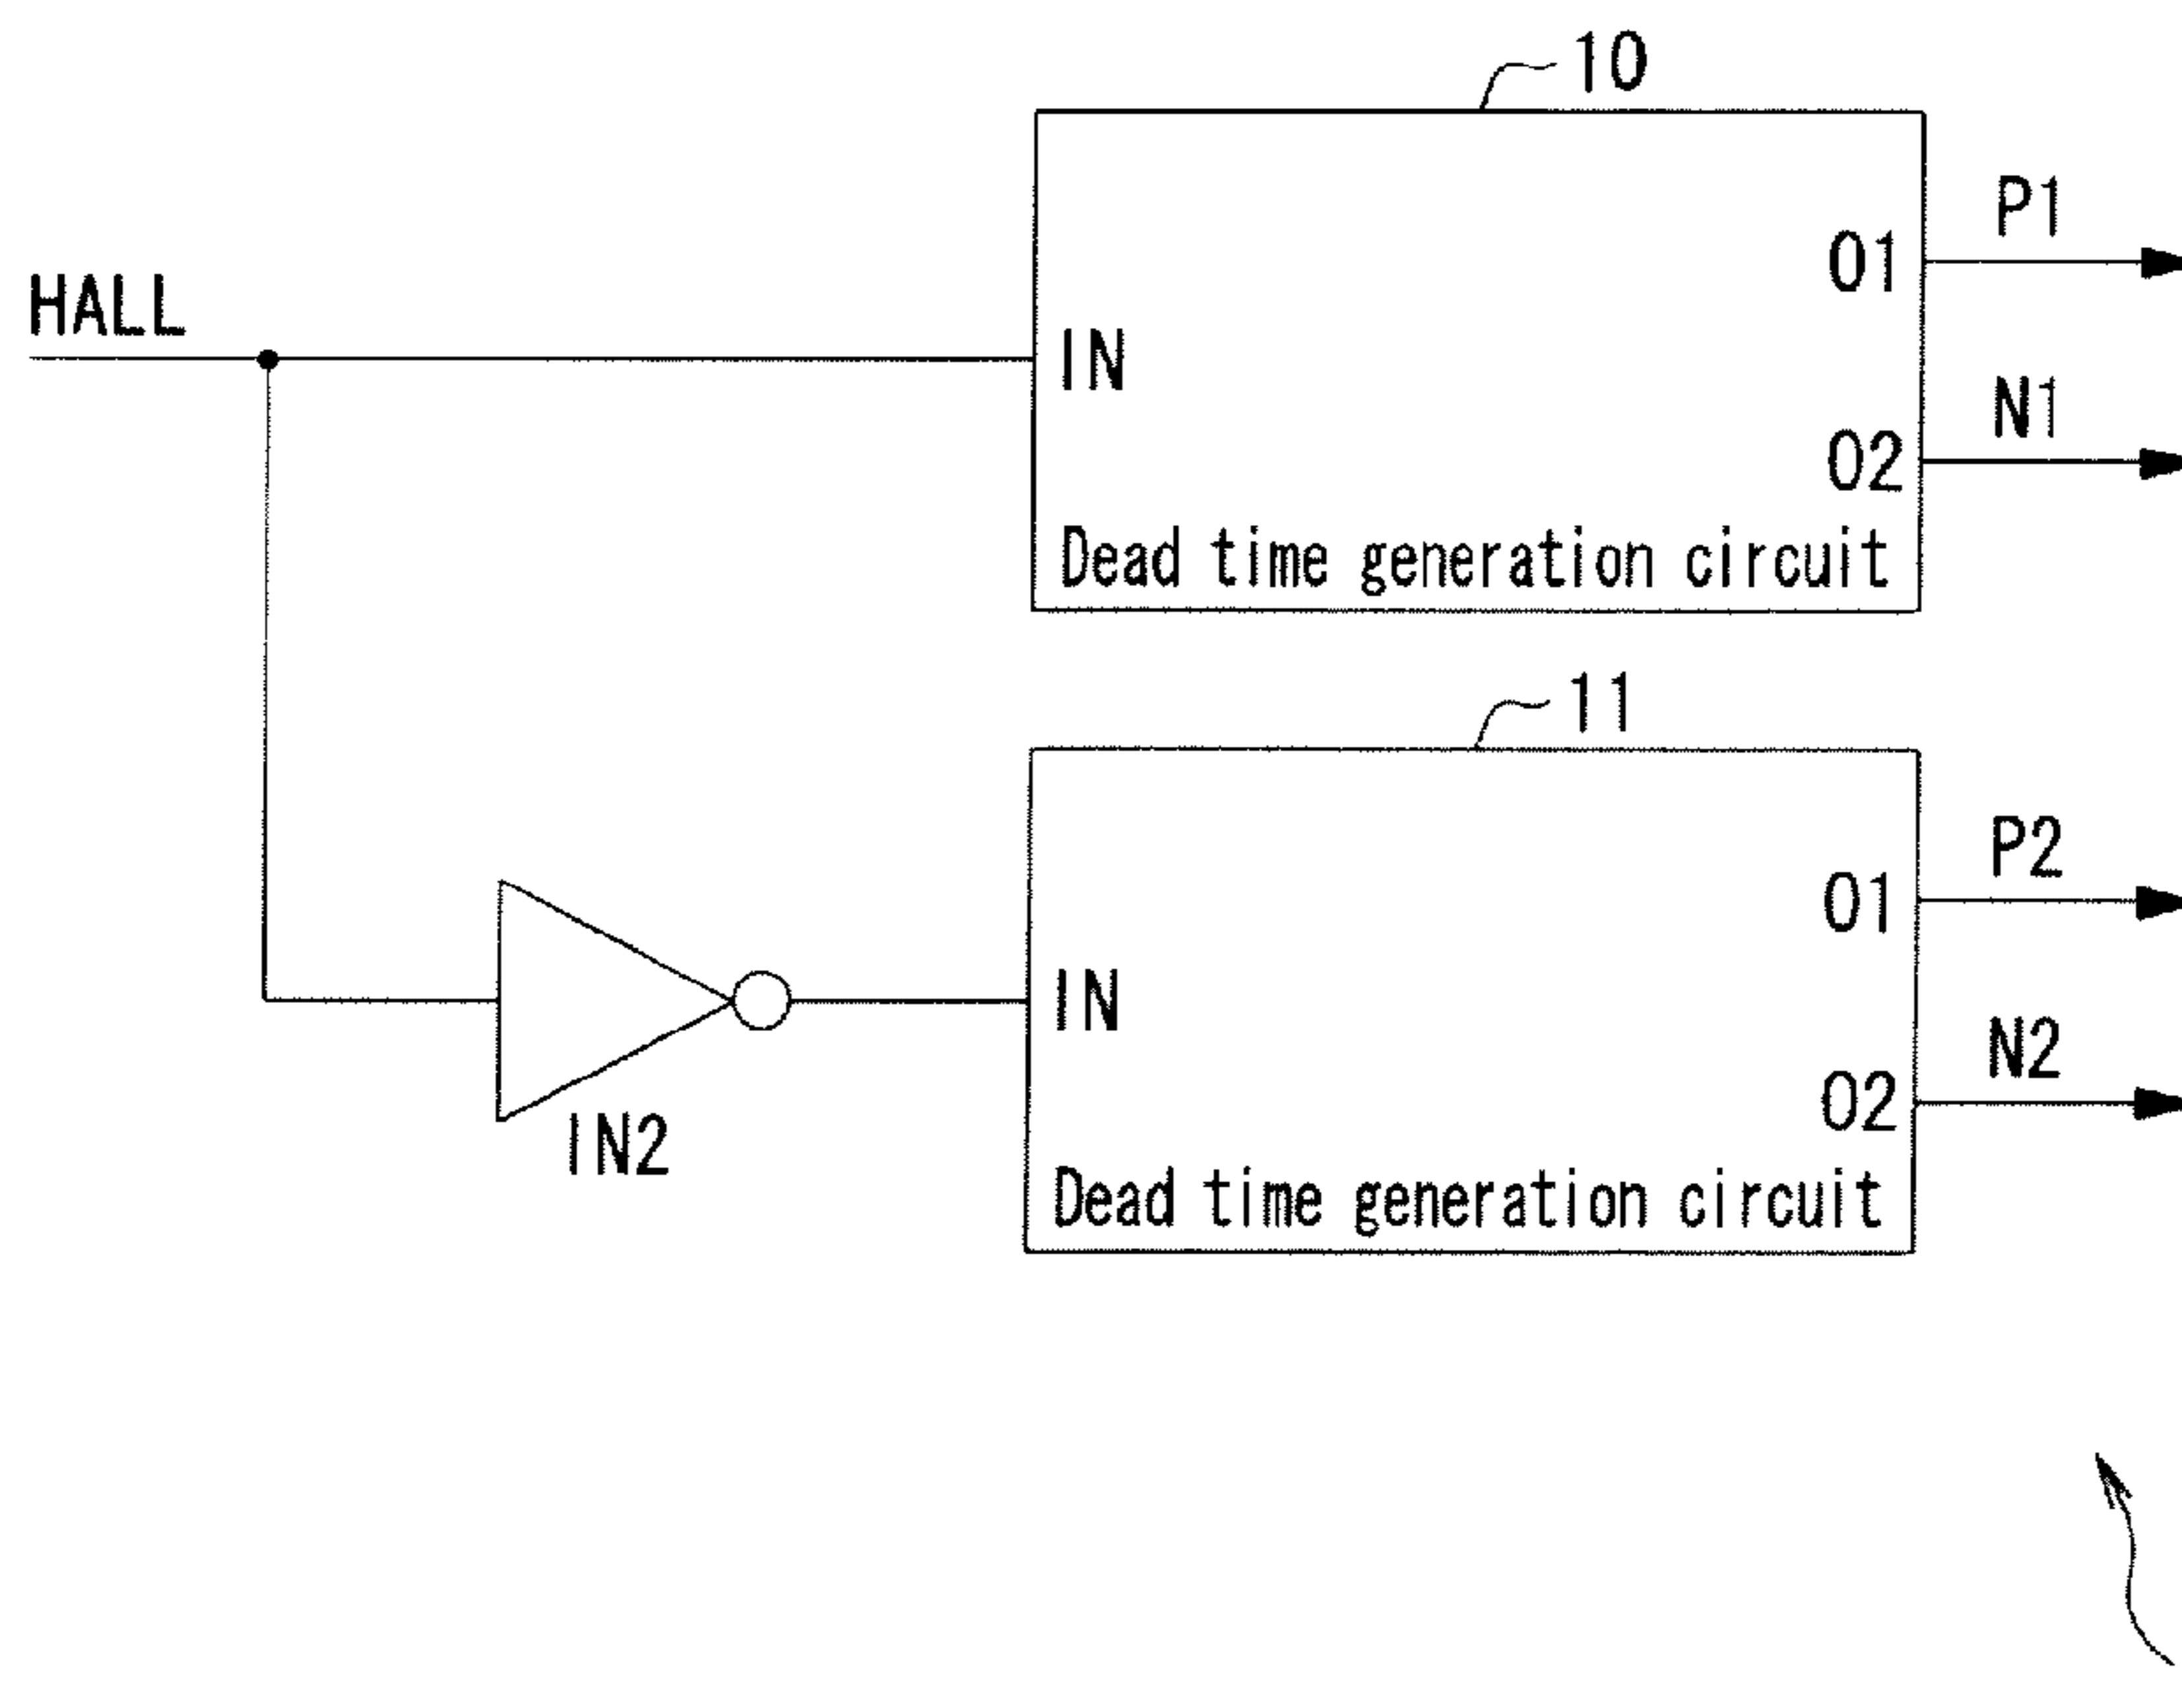 10
P1
O1
HALL
IN
N1
O2
Dead time generation circuit
11
P2
O1
IN
N2
O2
IN2
Dead time generation circuit